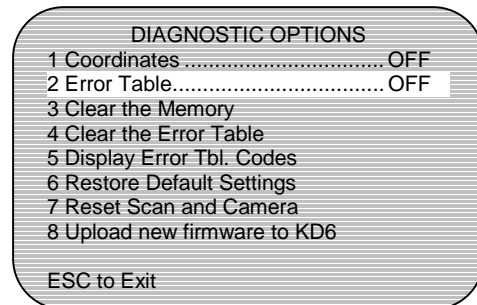 DIAGNOSTIC OPTIONS
1 Coordinates ................................. OFF
2 Error Table................................... OFF
3 Clear the Memory
4 Clear the Error Table
5 Display Error Tbl. Codes
6 Restore Default Settings
7 Reset Scan and Camera
8 Upload new firmware to KD6
ESC to Exit